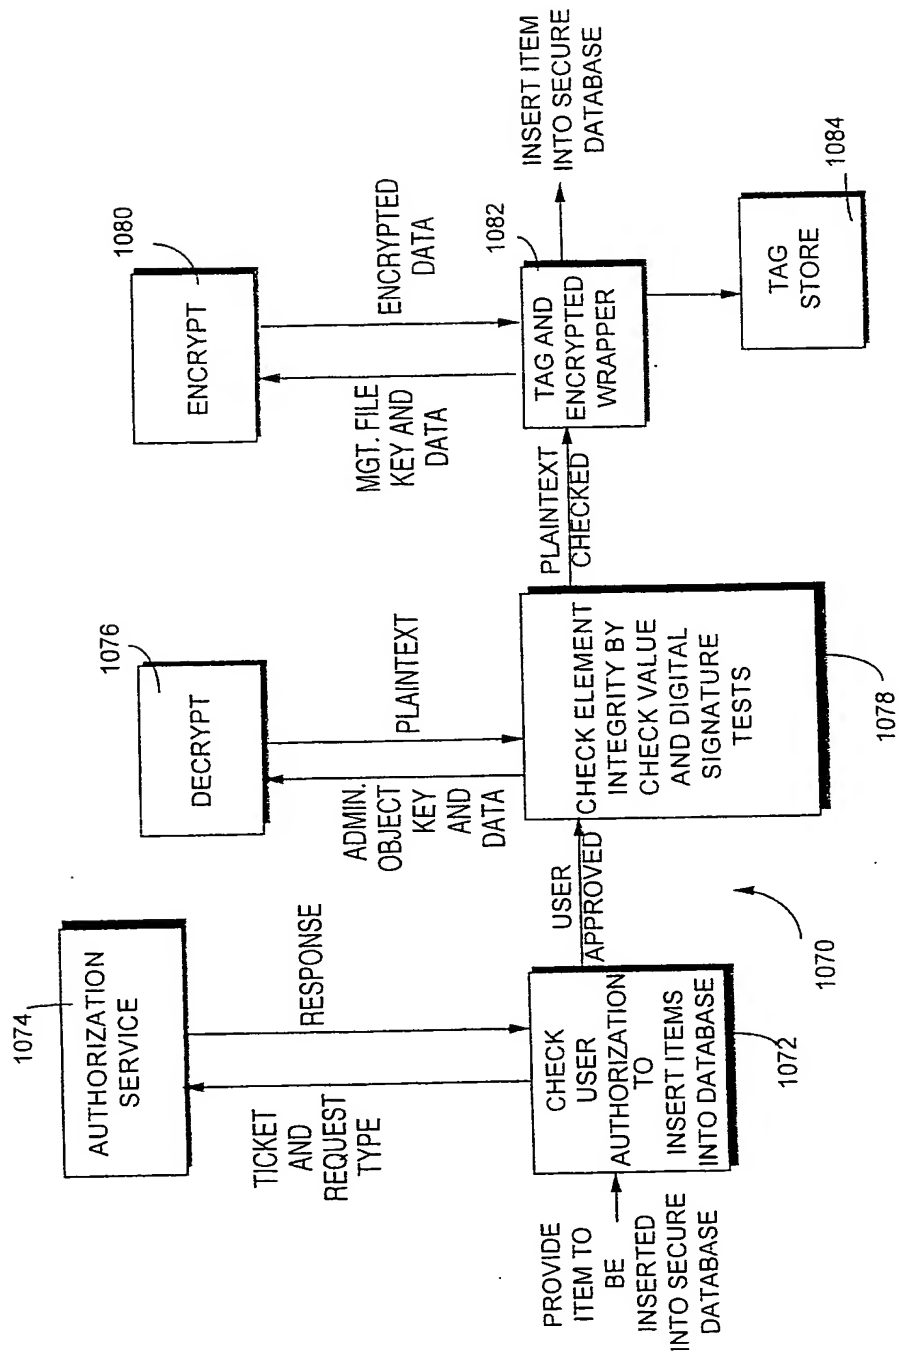 1074
AUTHORIZATION
SERVICE
TICKET
AND
REQUEST
TYPE
RESPONSE
PROVIDE
ITEM TO
BE
INSERTED
INTO SECURE
DATABASE
CHECK
USER
AUTHORIZATION
TO
INSERT ITEMS
INTO DATABASE
1072
1070
USER
APPROVED
1076
DECRYPT
ADMIN.
OBJECT
KEY
AND
DATA
PLAINTEXT
CHECK ELEMENT
INTEGRITY BY
CHECK VALUE
AND DIGITAL
SIGNATURE
TESTS
1078
PLAINTEXT
CHECKED
1080
ENCRYPT
MGT. FILE
KEY AND
DATA
ENCRYPTED
DATA
1082
TAG AND
ENCRYPTED
WRAPPER
INSERT ITEM
INTO SECURE
DATABASE
TAG
STORE
1084